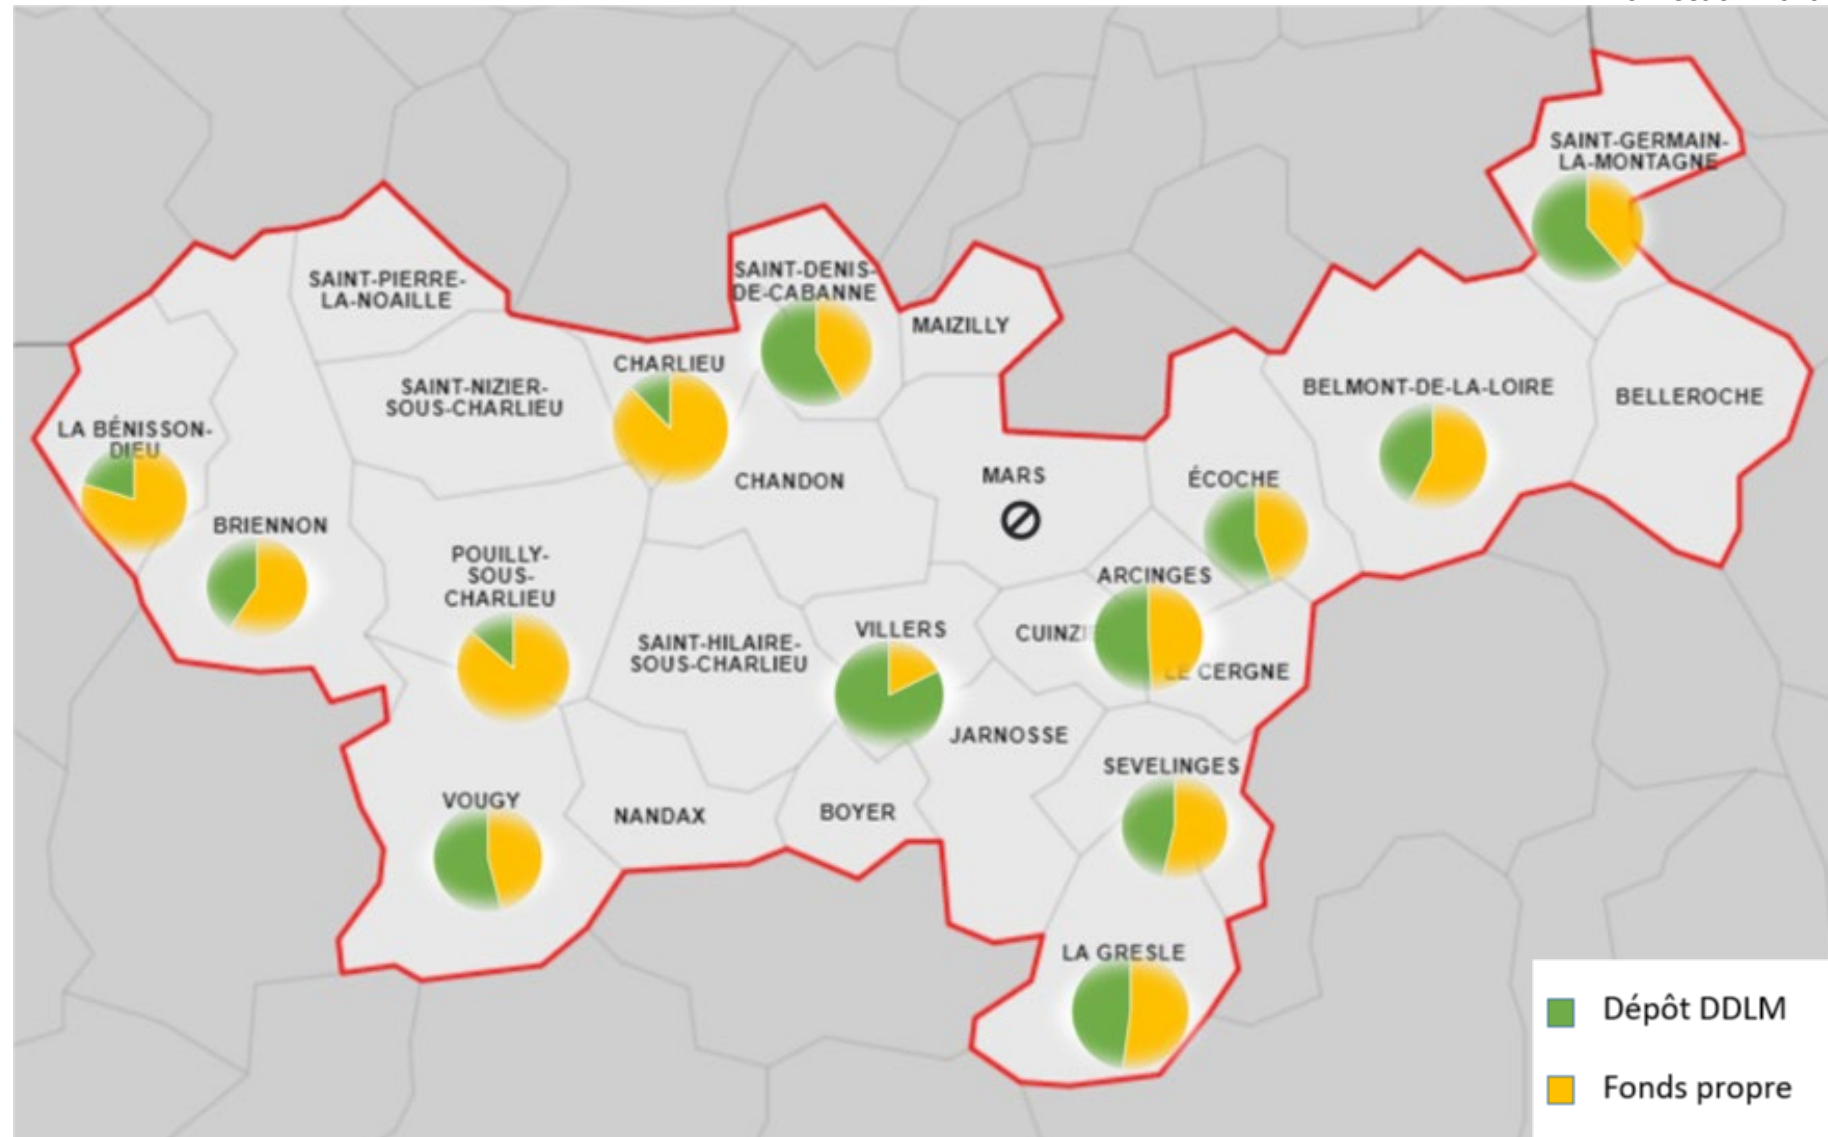 SAINT-GERMAIN-
LA-MONTAGNE
SAINT-PIERRE-
LA-NOAILLE
SAINT-DENIS-
DE-CABANNE
MAIZILLY
CHARLIEU
SAINT-NIZIER-
SOUS-CHARLIEU
BELMONT-DE-LA-LOIRE
BELLEROCHE
LA BÉNISSON-
DIEU
CHANDON
MARS
ÉCOCHE
BRIENNON
POUILLY-
SOUS-
CHARLIEU
ARCINGES
VILLERS
SAINT-HILAIRE-
SOUS-CHARLIEU
LE CERGNE
JARNOSSE
SEVELINGES
VOUGY
NANDAX
BOYER
LA GRESLE
Dépôt DDLM
Fonds propre